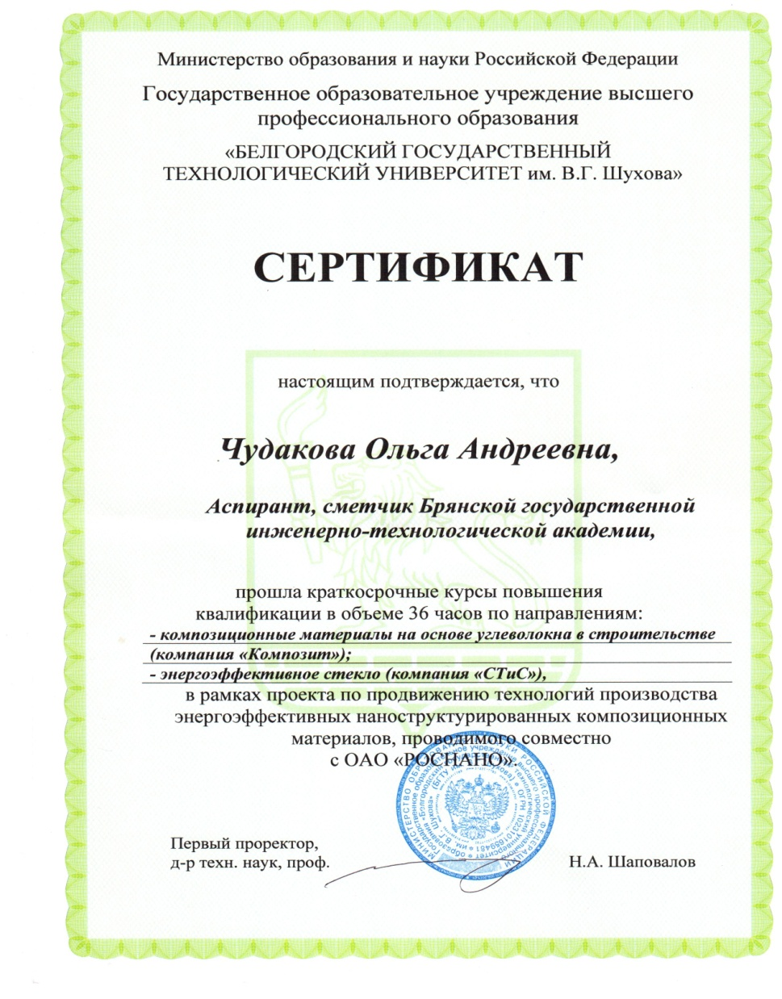 Министерство образования и науки Российской Федерации
Государственное образовательное учреждение высшего
профессионального образования
«БЕЛГОРОДСКИЙ ГОСУДАРСТВЕННЫЙ
ТЕХНОЛОГИЧЕСКИЙ УНИВЕРСИТЕТ им. В.Г. Шухова»
СЕРТИФИКАТ
настоящим подтверждается, что
Чудакова Ольга Андреевна,
Аспирант, сметчик Брянской государственной
инженерно-технологической академии,
прошла краткосрочные курсы повышения
квалификации в объеме 36 часов по направлениям:
- композиционные материалы на основе углеволокна в строительстве
(компания «Композит»);
- энергоэффективное стекло (компания «СТиС»),
в рамках проекта по продвижению технологий производства
энергоэффективных наноструктурированных композиционных
материалов, проводимого совместно
с ОАО «РОСНАНО».
Первый проректор,
д-р техн. наук, проф.
Н.А. Шаповалов